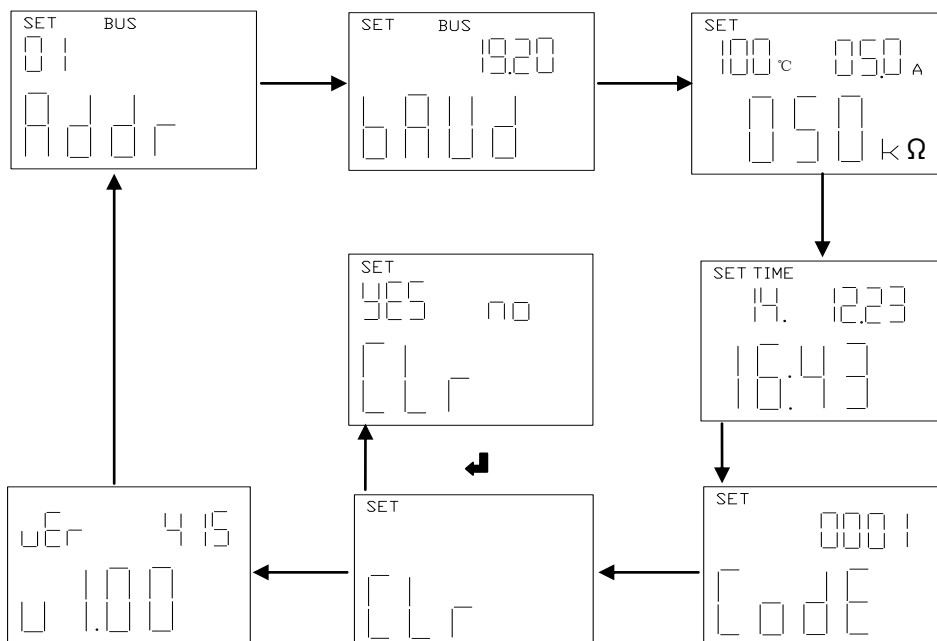 SET BUS
01
Addr
SET BUS
19.20
bAUd
SET
100 ℃ 05.0 A
050 kΩ
SET TIME
14. 12.23
16:43
SET
YES no
CLr
SET
0001
CodE
SET
CLr
vEr 415
v 1.00